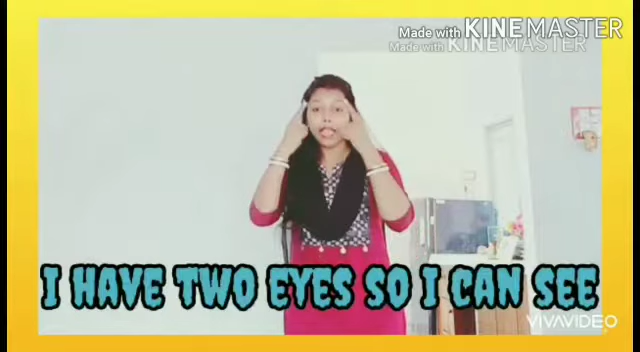 Made with KINEMASTER
Made with KINEMASTER
I HAVE TWO EYES SO I CAN SEE
VIVAVIDEO